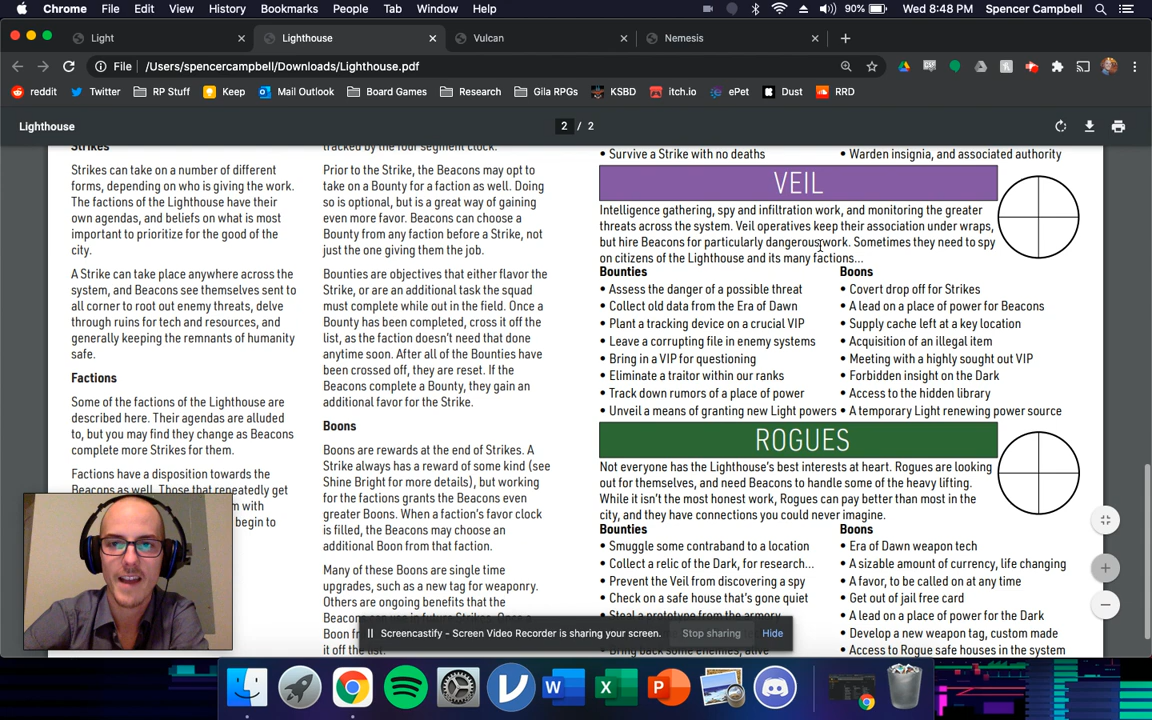 Chrome File Edit View History Bookmarks People Tab Window Help 90% Wed 8:48 PM Spencer Campbell
Light Lighthouse Vulcan Nemesis
File /Users/spencercampbell/Downloads/Lighthouse.pdf
reddit Twitter RP Stuff Keep Mail Outlook Board Games Research Gila RPGs KSBD itch.io ePet Dust RRD
Lighthouse 2 / 2
Strikes
Strikes can take on a number of different
forms, depending on who is giving the work.
The factions of the Lighthouse have their
own agendas, and beliefs on what is most
important to prioritize for the good of the
city.
A Strike can take place anywhere across the
system, and Beacons see themselves sent to
all corner to root out enemy threats, delve
through ruins for tech and resources, and
generally keeping the remnants of humanity
safe.
Factions
Some of the factions of the Lighthouse are
described here. Their agendas are alluded
to, but you may find they change as Beacons
complete more Strikes for them.
Factions have a disposition towards the
Beacons as well. Those that repeatedly get
m with
begin to
tracked by the four segment clock.
Prior to the Strike, the Beacons may opt to
take on a Bounty for a faction as well. Doing
so is optional, but is a great way of gaining
even more favor. Beacons can choose a
Bounty from any faction before a Strike, not
just the one giving them the job.
Bounties are objectives that either flavor the
Strike, or are an additional task the squad
must complete while out in the field. Once a
Bounty has been completed, cross it off the
list, as the faction doesn't need that done
anytime soon. After all of the Bounties have
been crossed off, they are reset. If the
Beacons complete a Bounty, they gain an
additional favor for the Strike.
Boons
Boons are rewards at the end of Strikes. A
Strike always has a reward of some kind (see
Shine Bright for more details), but working
for the factions grants the Beacons even
greater Boons. When a faction's favor clock
is filled, the Beacons may choose an
additional Boon from that faction.
Many of these Boons are single time
upgrades, such as a new tag for weaponry.
Others are ongoing benefits that the
Boon f
it off the list.
• Survive a Strike with no deaths
• Warden insignia, and associated authority
VEIL
Intelligence gathering, spy and infiltration work, and monitoring the greater
threats across the system. Veil operatives keep their association under wraps,
but hire Beacons for particularly dangerous work. Sometimes they need to spy
on citizens of the Lighthouse and its many factions...
Bounties
• Assess the danger of a possible threat
• Collect old data from the Era of Dawn
• Plant a tracking device on a crucial VIP
• Leave a corrupting file in enemy systems
• Bring in a VIP for questioning
• Eliminate a traitor within our ranks
• Track down rumors of a place of power
• Unveil a means of granting new Light powers
Boons
• Covert drop off for Strikes
• A lead on a place of power for Beacons
• Supply cache left at a key location
• Acquisition of an illegal item
• Meeting with a highly sought out VIP
• Forbidden insight on the Dark
• Access to the hidden library
• A temporary Light renewing power source
ROGUES
Not everyone has the Lighthouse's best interests at heart. Rogues are looking
out for themselves, and need Beacons to handle some of the heavy lifting.
While it isn't the most honest work, Rogues can pay better than most in the
city, and they have connections you could never imagine.
Bounties
• Smuggle some contraband to a location
• Collect a relic of the Dark, for research...
• Prevent the Veil from discovering a spy
• Check on a safe house that's gone quiet
• Steal a prototype from the armory
• Bring back some enemies, alive
Boons
• Era of Dawn weapon tech
• A sizable amount of currency, life changing
• A favor, to be called on at any time
• Get out of jail free card
• A lead on a place of power for the Dark
• Develop a new weapon tag, custom made
• Access to Rogue safe houses in the system
Screencastify - Screen Video Recorder is sharing your screen. Stop sharing Hide